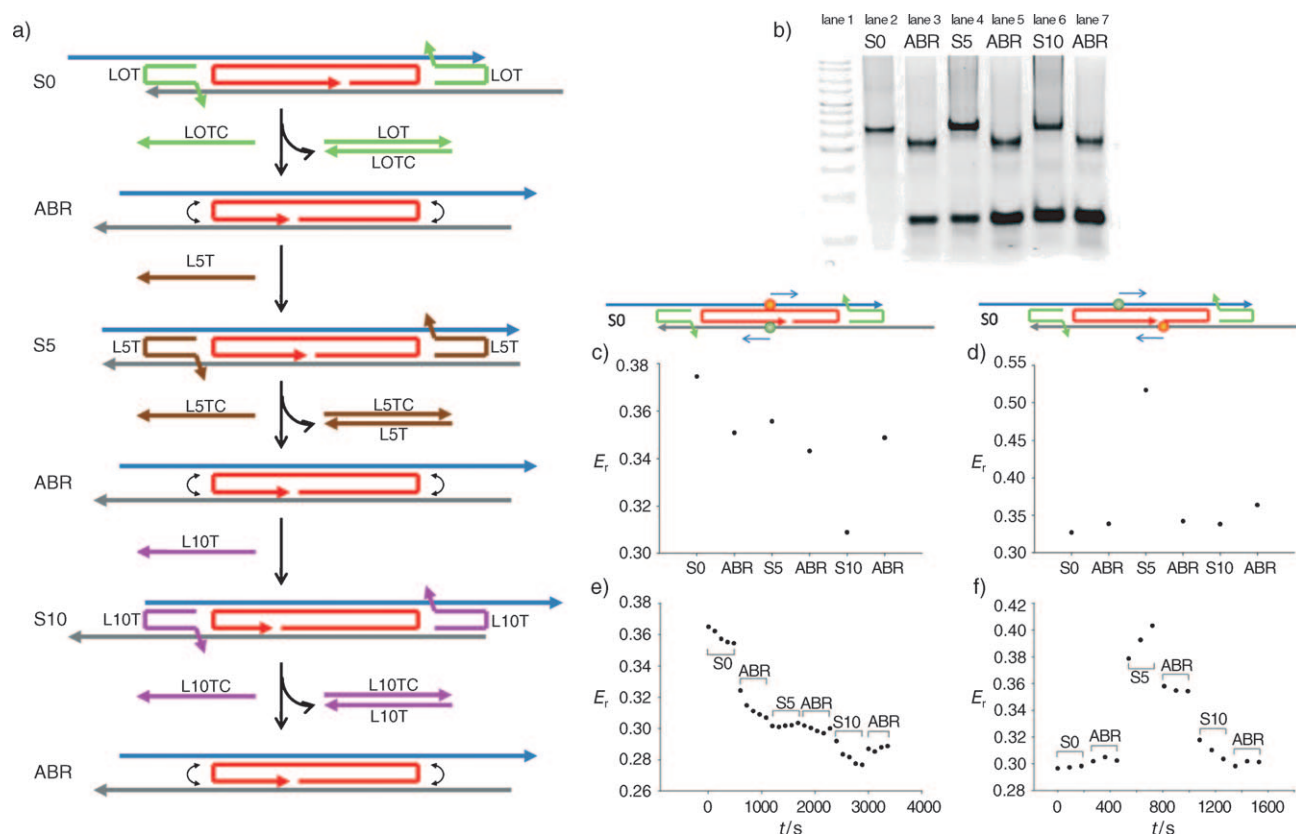 a)
S0
LOT
LOT
LOTC
LOT
LOTC
ABR
L5T
S5
L5T
L5T
L5TC
L5TC
L5T
ABR
L10T
S10
L10T
L10T
L10TC
L10TC
L10T
ABR
b)
lane 1 lane 2 lane 3 lane 4 lane 5 lane 6 lane 7
S0 ABR S5 ABR S10 ABR
S0
c)
0.38
0.36
0.34
0.32
0.30
Er
S0 ABR S5 ABR S10 ABR
S0
d)
0.55
0.50
0.45
0.40
0.35
0.30
Er
S0 ABR S5 ABR S10 ABR
e)
0.38
0.36
0.34
0.32
0.30
0.28
0.26
Er
S0
ABR
S5 ABR
S10
ABR
0 1000 2000 3000 4000
t/s
f)
0.42
0.40
0.38
0.36
0.34
0.32
0.30
0.28
Er
S0
ABR
S5
ABR
S10
ABR
0 400 800 1200 1600
t/s